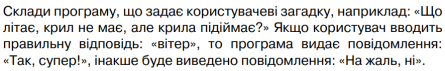 Склади програму, що задає користувачеві загадку, наприклад: «Що
літає, крил не має, але крила підіймає?» Якщо користувач вводить
правильну відповідь: «вітер», то програма видає повідомлення:
«Так, супер!», інакше буде виведено повідомлення: «На жаль, ні».